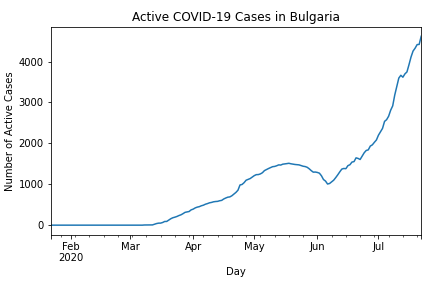 Active COVID-19 Cases in Bulgaria
Number of Active Cases
4000
3000
2000
1000
0
Feb
2020
Mar
Apr
May
Jun
Jul
Day